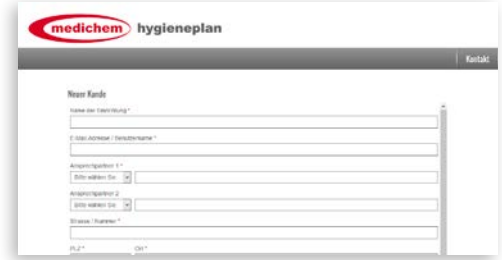 medichem hygieneplan
Kontakt
Neuer Kunde
Name der Einrichtung *
E-Mail-Adresse / Benutzername *
Ansprechpartner 1 *
Bitte wählen Sie
Ansprechpartner 2
Bitte wählen Sie
Strasse / Nummer *
PLZ * Ort *